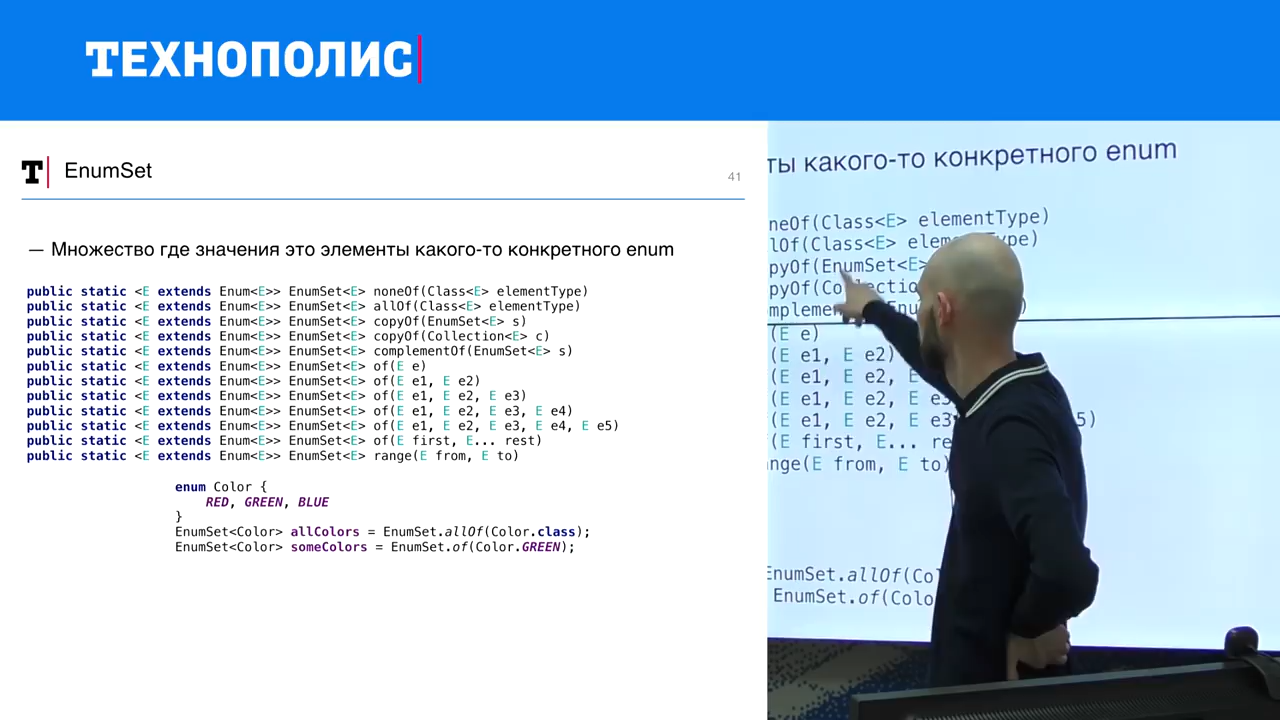 ТЕХНОПОЛИС
T EnumSet
41
— Множество где значения это элементы какого-то конкретного enum
public static <E extends Enum<E>> EnumSet<E> noneOf(Class<E> elementType)
public static <E extends Enum<E>> EnumSet<E> allOf(Class<E> elementType)
public static <E extends Enum<E>> EnumSet<E> copyOf(EnumSet<E> s)
public static <E extends Enum<E>> EnumSet<E> copyOf(Collection<E> c)
public static <E extends Enum<E>> EnumSet<E> complementOf(EnumSet<E> s)
public static <E extends Enum<E>> EnumSet<E> of(E e)
public static <E extends Enum<E>> EnumSet<E> of(E e1, E e2)
public static <E extends Enum<E>> EnumSet<E> of(E e1, E e2, E e3)
public static <E extends Enum<E>> EnumSet<E> of(E e1, E e2, E e3, E e4)
public static <E extends Enum<E>> EnumSet<E> of(E e1, E e2, E e3, E e4, E e5)
public static <E extends Enum<E>> EnumSet<E> of(E first, E... rest)
public static <E extends Enum<E>> EnumSet<E> range(E from, E to)
enum Color {
RED, GREEN, BLUE
}
EnumSet<Color> allColors = EnumSet.allOf(Color.class);
EnumSet<Color> someColors = EnumSet.of(Color.GREEN);
ты какого-то конкретного enum
neOf(Class<E> elementType)
lOf(Class<E> elem Type)
pyOf(EnumSet<E>
pyOf(Collectio
mplemen Enu )
(E e)
(E e1, E e2)
(E e1, E e2, E
(E e1, E e2, E e3
(E e1, E e2, E e3 5)
(E first, E... re
nge(E from, E to)
EnumSet.allOf(Co
EnumSet.of(Colo